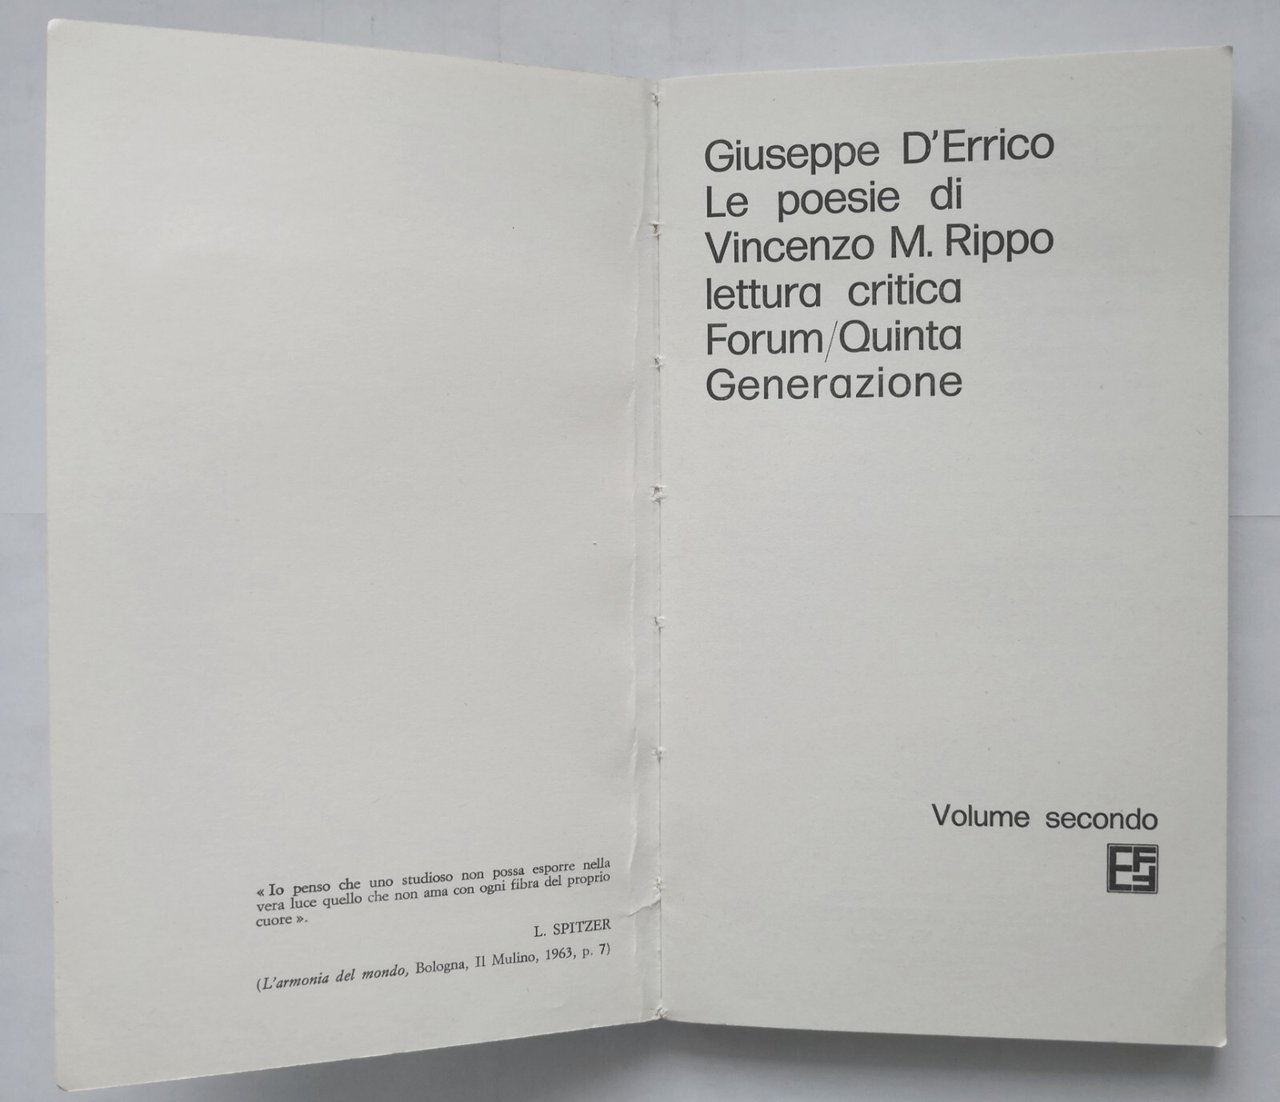 « Io penso che uno studioso non possa esporre nella
vera luce quello che non ama con ogni fibra del proprio
cuore ».
L. SPITZER
(L'armonia del mondo, Bologna, Il Mulino, 1963, p. 7)
Giuseppe D'Errico
Le poesie di
Vincenzo M. Rippo
lettura critica
Forum/Quinta
Generazione
Volume secondo